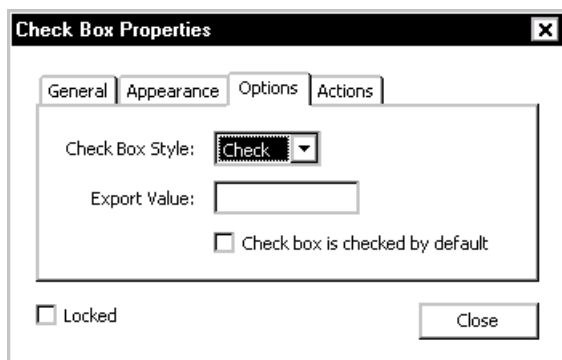 Check Box Properties
General Appearance Options Actions
Check Box Style: Check
Export Value:
Check box is checked by default
Locked Close